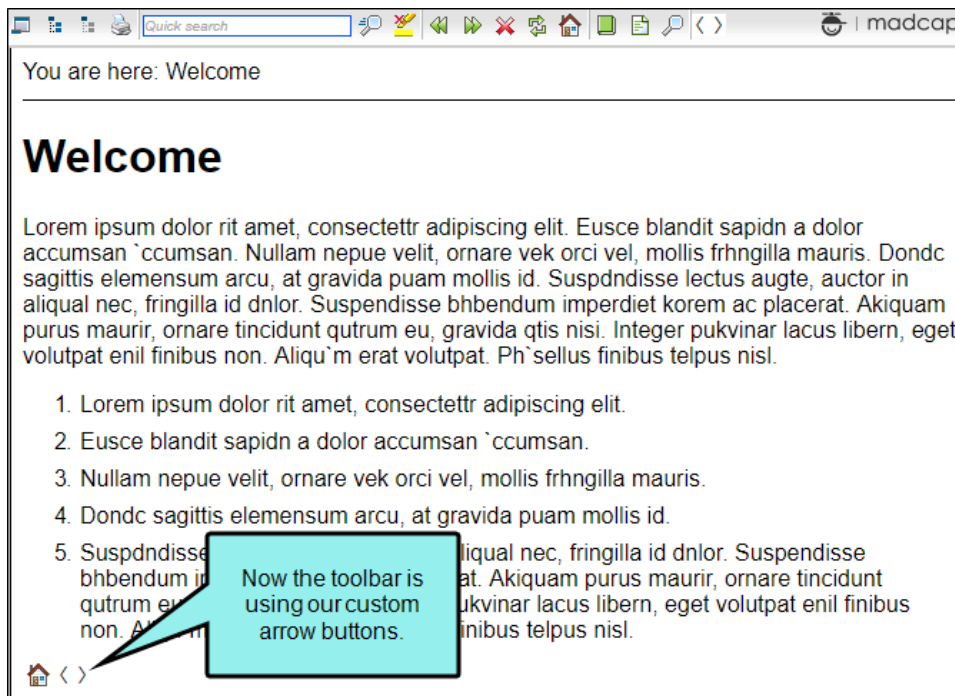 Quick search
madcap
You are here: Welcome
Welcome
Lorem ipsum dolor rit amet, consectettr adipiscing elit. Eusce blandit sapidn a dolor
accumsan `ccumsan. Nullam nepue velit, ornare vek orci vel, mollis frhngilla mauris. Dondc
sagittis elemensum arcu, at gravida puam mollis id. Suspdndisse lectus augte, auctor in
aliqual nec, fringilla id dnlor. Suspendisse bhbendum imperdiet korem ac placerat. Akiquam
purus maurir, ornare tincidunt qutrum eu, gravida qtis nisi. Integer pukvinar lacus libern, eget
volutpat enil finibus non. Aliqu`m erat volutpat. Ph`sellus finibus telpus nisl.
1. Lorem ipsum dolor rit amet, consectettr adipiscing elit.
2. Eusce blandit sapidn a dolor accumsan `ccumsan.
3. Nullam nepue velit, ornare vek orci vel, mollis frhngilla mauris.
4. Dondc sagittis elemensum arcu, at gravida puam mollis id.
5. Suspdndisse liqual nec, fringilla id dnlor. Suspendisse
bhbendum at. Akiquam purus maurir, ornare tincidunt
qutrum ukvinar lacus libern, eget volutpat enil finibus
non. inibus telpus nisl.
Now the toolbar is
using our custom
arrow buttons.